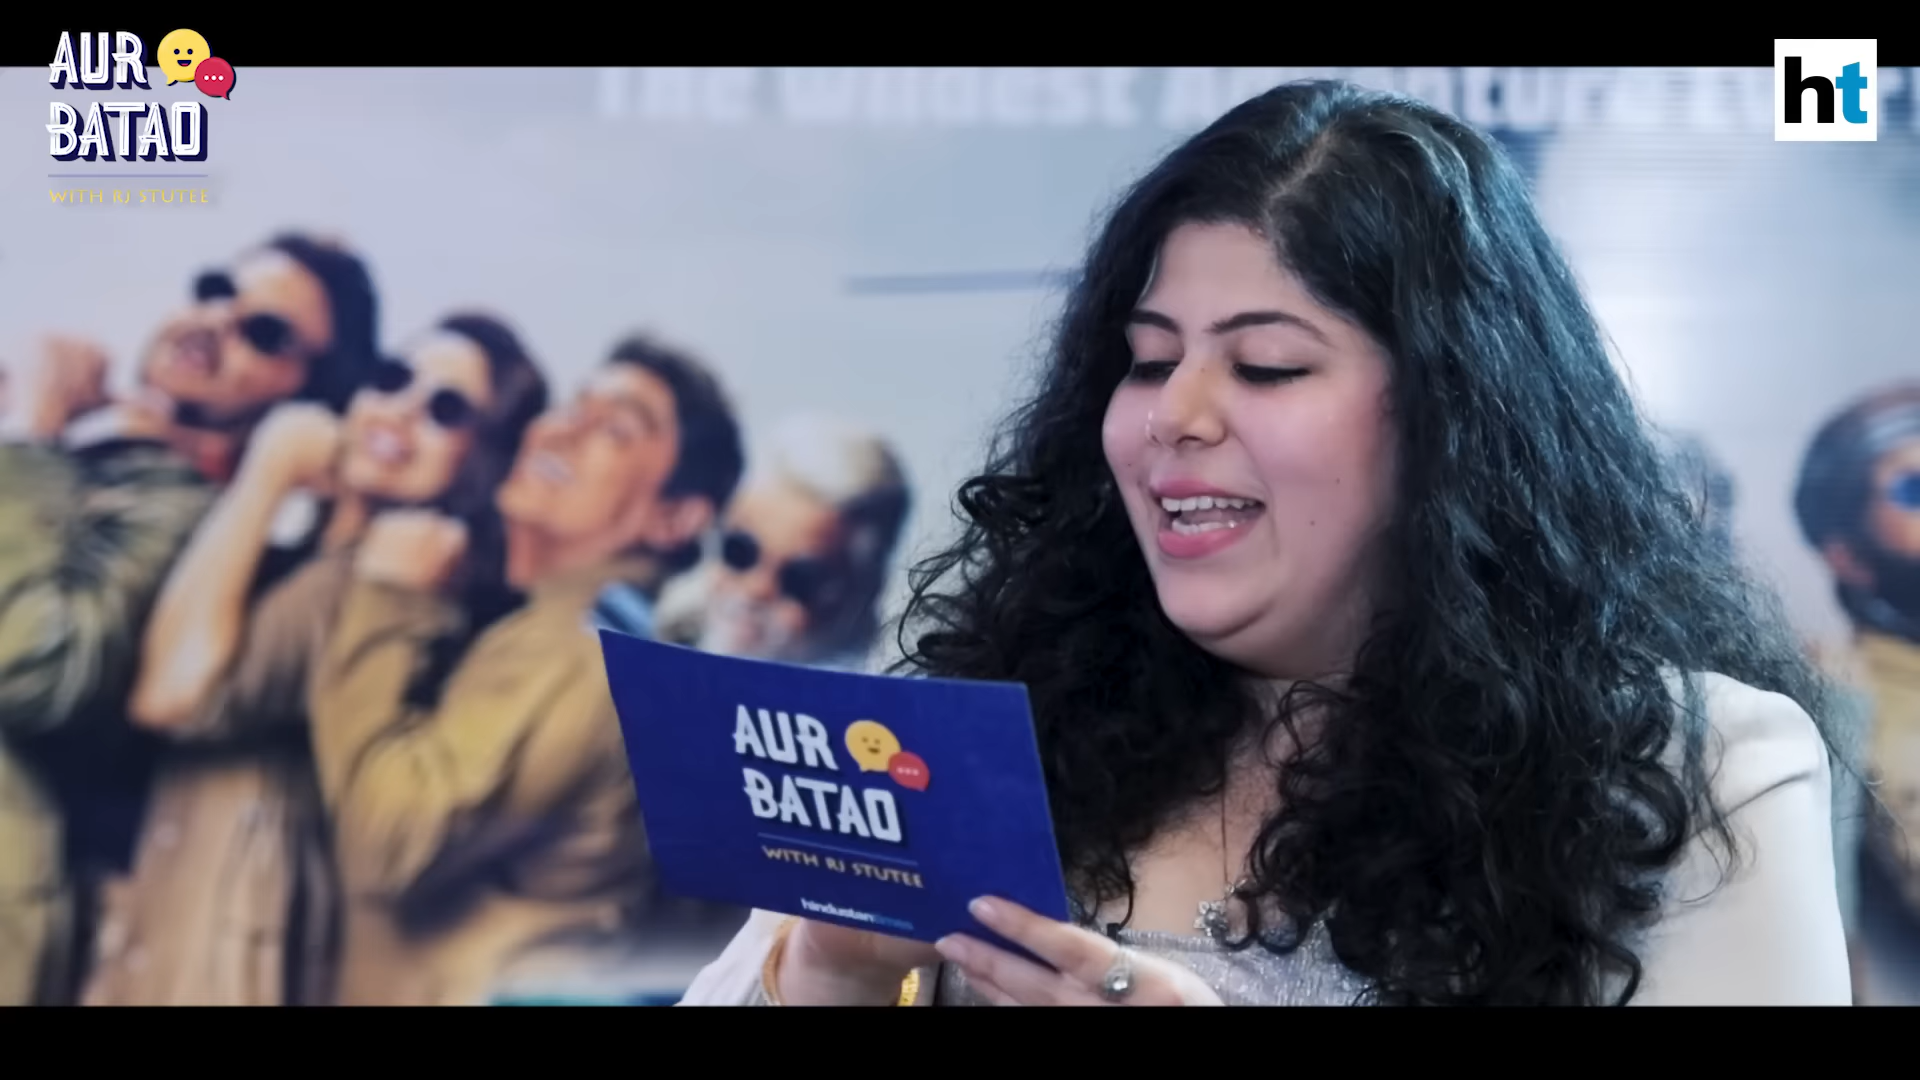 AUR
BATAO
WITH RJ STUTEE
ht
AUR
BATAO
WITH RJ STUTEE
hindustantimes